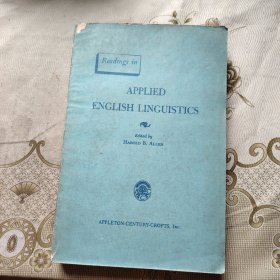 Readings in
APPLIED
ENGLISH LINGUISTICS
Edited by
HAROLD B. ALLEN
APPLETON-CENTURY-CROFTS, Inc.